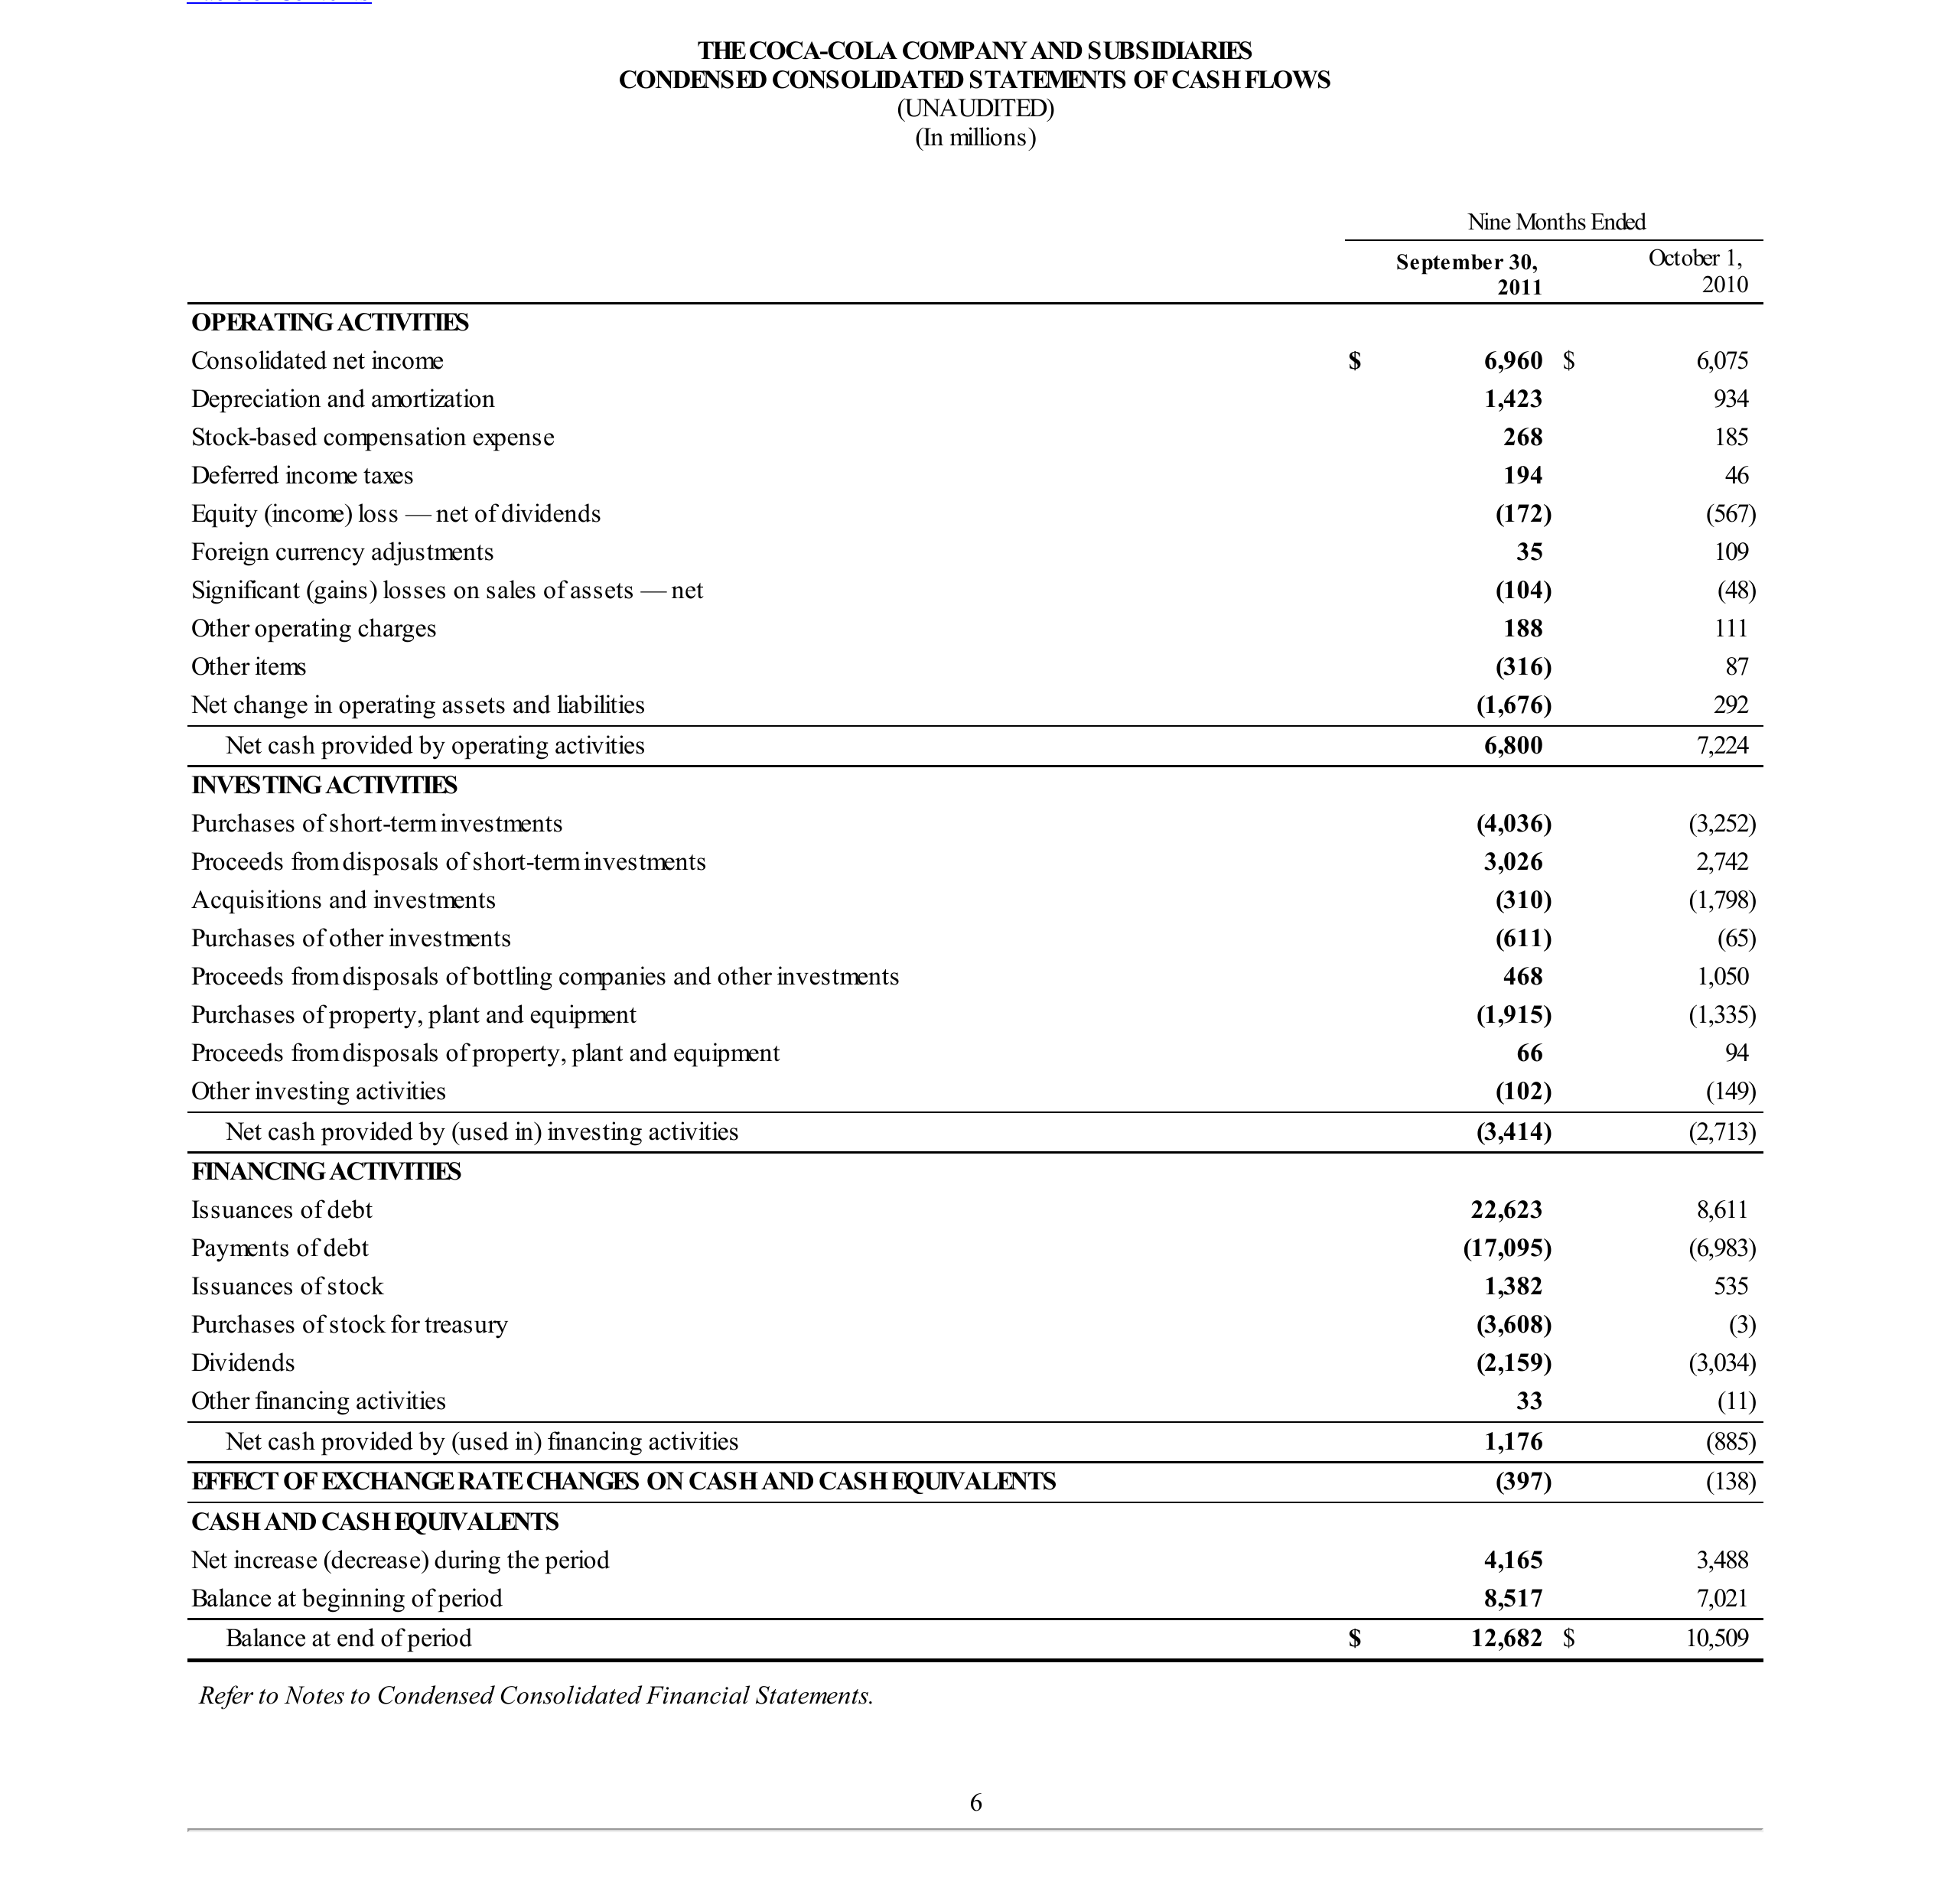 THE COCA-COLA COMPANY AND SUBSIDIARIES
CONDENSED CONSOLIDATED STATEMENTS OF CASH FLOWS
(UNAUDITED)
(In millions)
Nine Months Ended
September 30, 2011 October 1, 2010
OPERATING ACTIVITIES
Consolidated net income $ 6,960 $ 6,075
Depreciation and amortization 1,423 934
Stock-based compensation expense 268 185
Deferred income taxes 194 46
Equity (income) loss — net of dividends (172) (567)
Foreign currency adjustments 35 109
Significant (gains) losses on sales of assets — net (104) (48)
Other operating charges 188 111
Other items (316) 87
Net change in operating assets and liabilities (1,676) 292
Net cash provided by operating activities 6,800 7,224
INVESTING ACTIVITIES
Purchases of short-term investments (4,036) (3,252)
Proceeds from disposals of short-term investments 3,026 2,742
Acquisitions and investments (310) (1,798)
Purchases of other investments (611) (65)
Proceeds from disposals of bottling companies and other investments 468 1,050
Purchases of property, plant and equipment (1,915) (1,335)
Proceeds from disposals of property, plant and equipment 66 94
Other investing activities (102) (149)
Net cash provided by (used in) investing activities (3,414) (2,713)
FINANCING ACTIVITIES
Issuances of debt 22,623 8,611
Payments of debt (17,095) (6,983)
Issuances of stock 1,382 535
Purchases of stock for treasury (3,608) (3)
Dividends (2,159) (3,034)
Other financing activities 33 (11)
Net cash provided by (used in) financing activities 1,176 (885)
EFFECT OF EXCHANGE RATE CHANGES ON CASH AND CASH EQUIVALENTS (397) (138)
CASH AND CASH EQUIVALENTS
Net increase (decrease) during the period 4,165 3,488
Balance at beginning of period 8,517 7,021
Balance at end of period $ 12,682 $ 10,509
Refer to Notes to Condensed Consolidated Financial Statements.
6